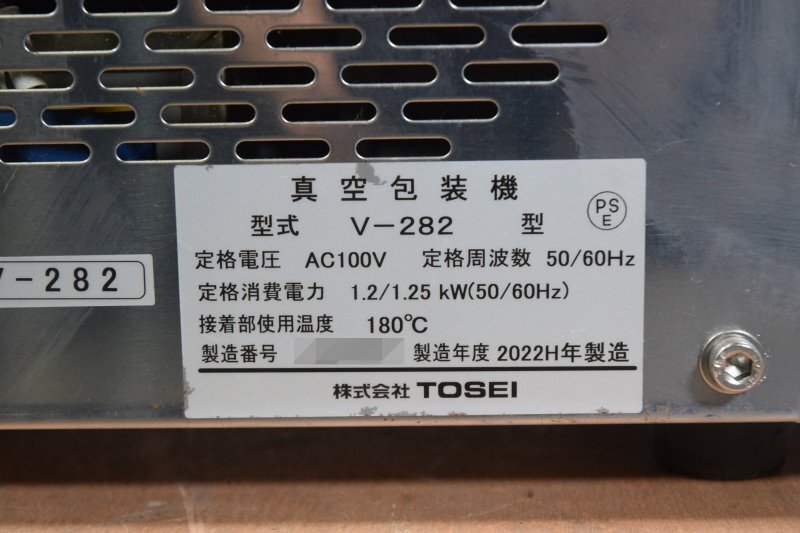 真空包装機
型式 V-282 型
PS
E
定格電圧 AC100V 定格周波数 50/60Hz
定格消費電力 1.2/1.25 kW(50/60Hz)
接着部使用温度 180℃
製造番号 製造年度 2022H年製造
株式会社 TOSEI
V-282